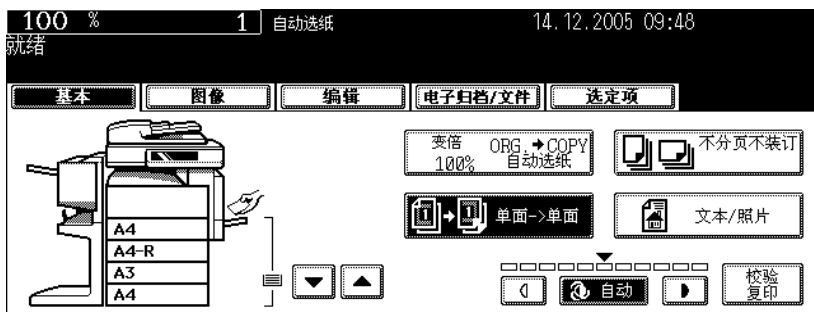 100 % 1 自动选纸 14.12.2005 09:48
就绪
基本 图像 编辑 电子归档/文件 选定项
变倍 ORG.➔COPY
100% 自动选纸
不分页不装订
1➔1 单面->单面
文本/照片
A4
A4-R
A3
A4
自动
校验
复印